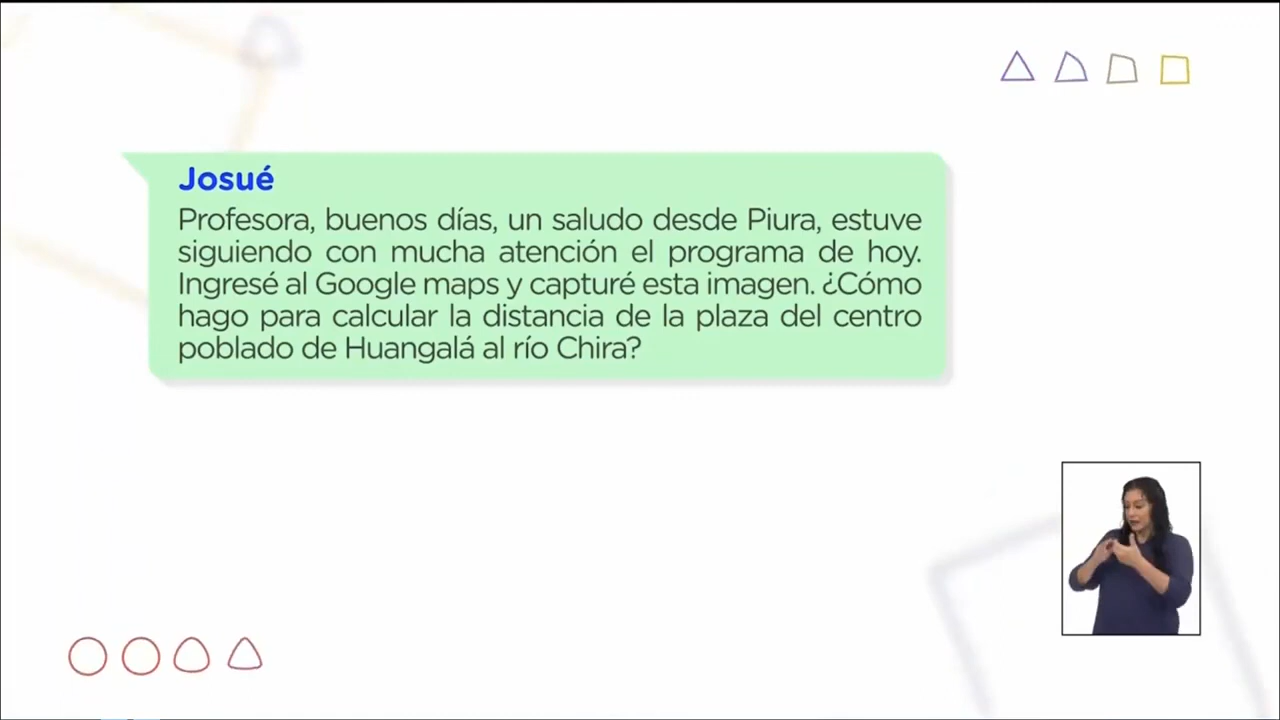 Josué
Profesora, buenos días, un saludo desde Piura, estuve
siguiendo con mucha atención el programa de hoy.
Ingresé al Google maps y capturé esta imagen. ¿Cómo
hago para calcular la distancia de la plaza del centro
poblado de Huangalá al río Chira?